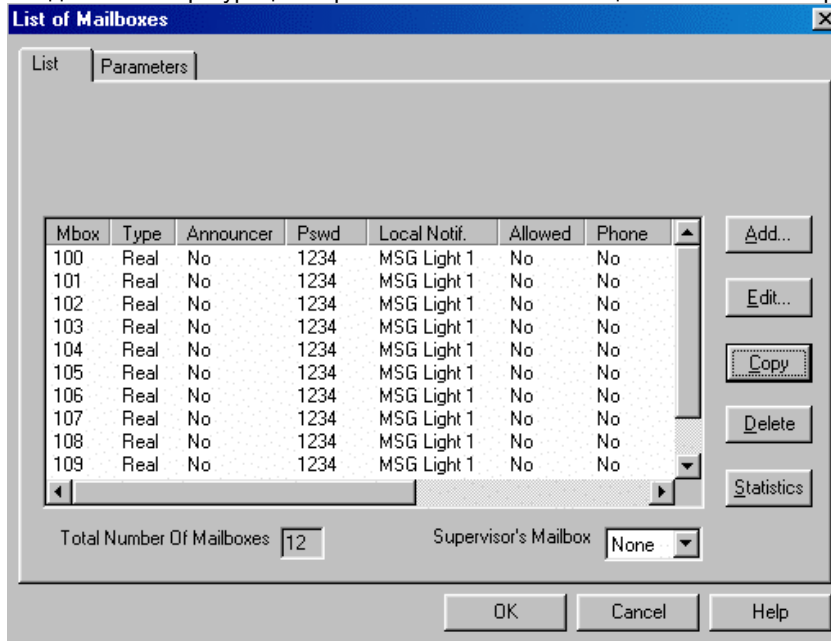 List of Mailboxes
List Parameters
Mbox Type Announcer Pswd Local Notif. Allowed Phone
100 Real No 1234 MSG Light 1 No No
101 Real No 1234 MSG Light 1 No No
102 Real No 1234 MSG Light 1 No No
103 Real No 1234 MSG Light 1 No No
104 Real No 1234 MSG Light 1 No No
105 Real No 1234 MSG Light 1 No No
106 Real No 1234 MSG Light 1 No No
107 Real No 1234 MSG Light 1 No No
108 Real No 1234 MSG Light 1 No No
109 Real No 1234 MSG Light 1 No No
Add...
Edit...
Copy
Delete
Statistics
Total Number Of Mailboxes 12 Supervisor's Mailbox None
OK Cancel Help